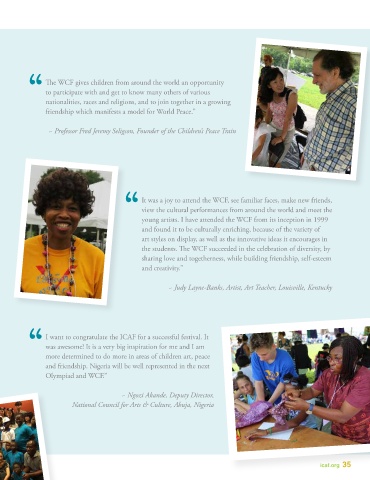 “ The WCF gives children from around the world an opportunity
to participate with and get to know many others of various
nationalities, races and religions, and to join together in a growing
friendship which manifests a model for World Peace.”
– Professor Fred Jeremy Seligson, Founder of the Children's Peace Train
“ It was a joy to attend the WCF, see familiar faces, make new friends,
view the cultural performances from around the world and meet the
young artists. I have attended the WCF from its inception in 1999
and found it to be culturally enriching, because of the variety of
art styles on display, as well as the innovative ideas it encourages in
the students. The WCF succeeded in the celebration of diversity, by
sharing love and togetherness, while building friendship, self-esteem
and creativity.”
– Judy Layne-Banks, Artist, Art Teacher, Louisville, Kentucky
“ I want to congratulate the ICAF for a successful festival. It
was awesome! It is a very big inspiration for me and I am
more determined to do more in areas of children art, peace
and friendship. Nigeria will be well represented in the next
Olympiad and WCF.”
– Ngozi Akande, Deputy Director,
National Council for Arts & Culture, Abuja, Nigeria
icaf.org 35